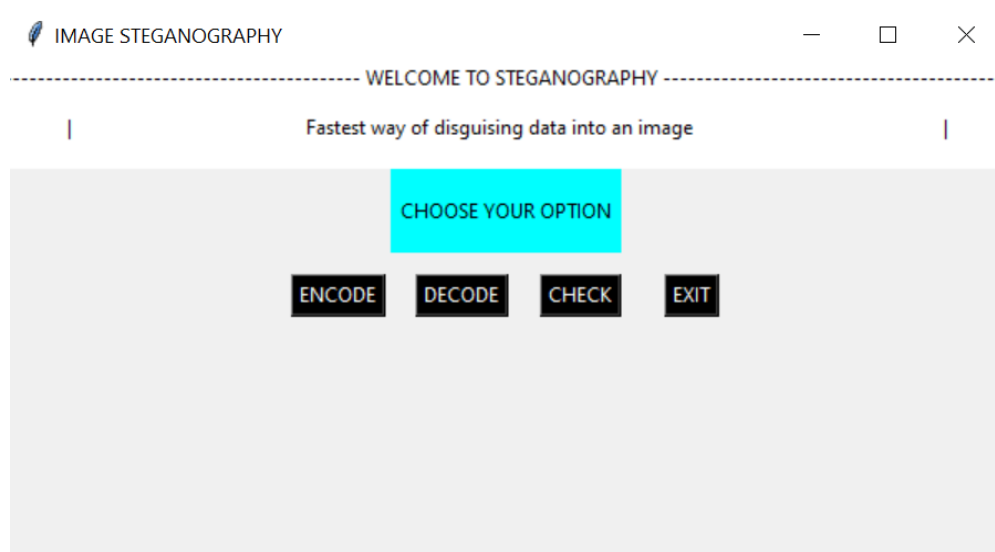 IMAGE STEGANOGRAPHY
------------------------------------------- WELCOME TO STEGANOGRAPHY -----------------------------------------
| Fastest way of disguising data into an image |
CHOOSE YOUR OPTION
ENCODE DECODE CHECK EXIT